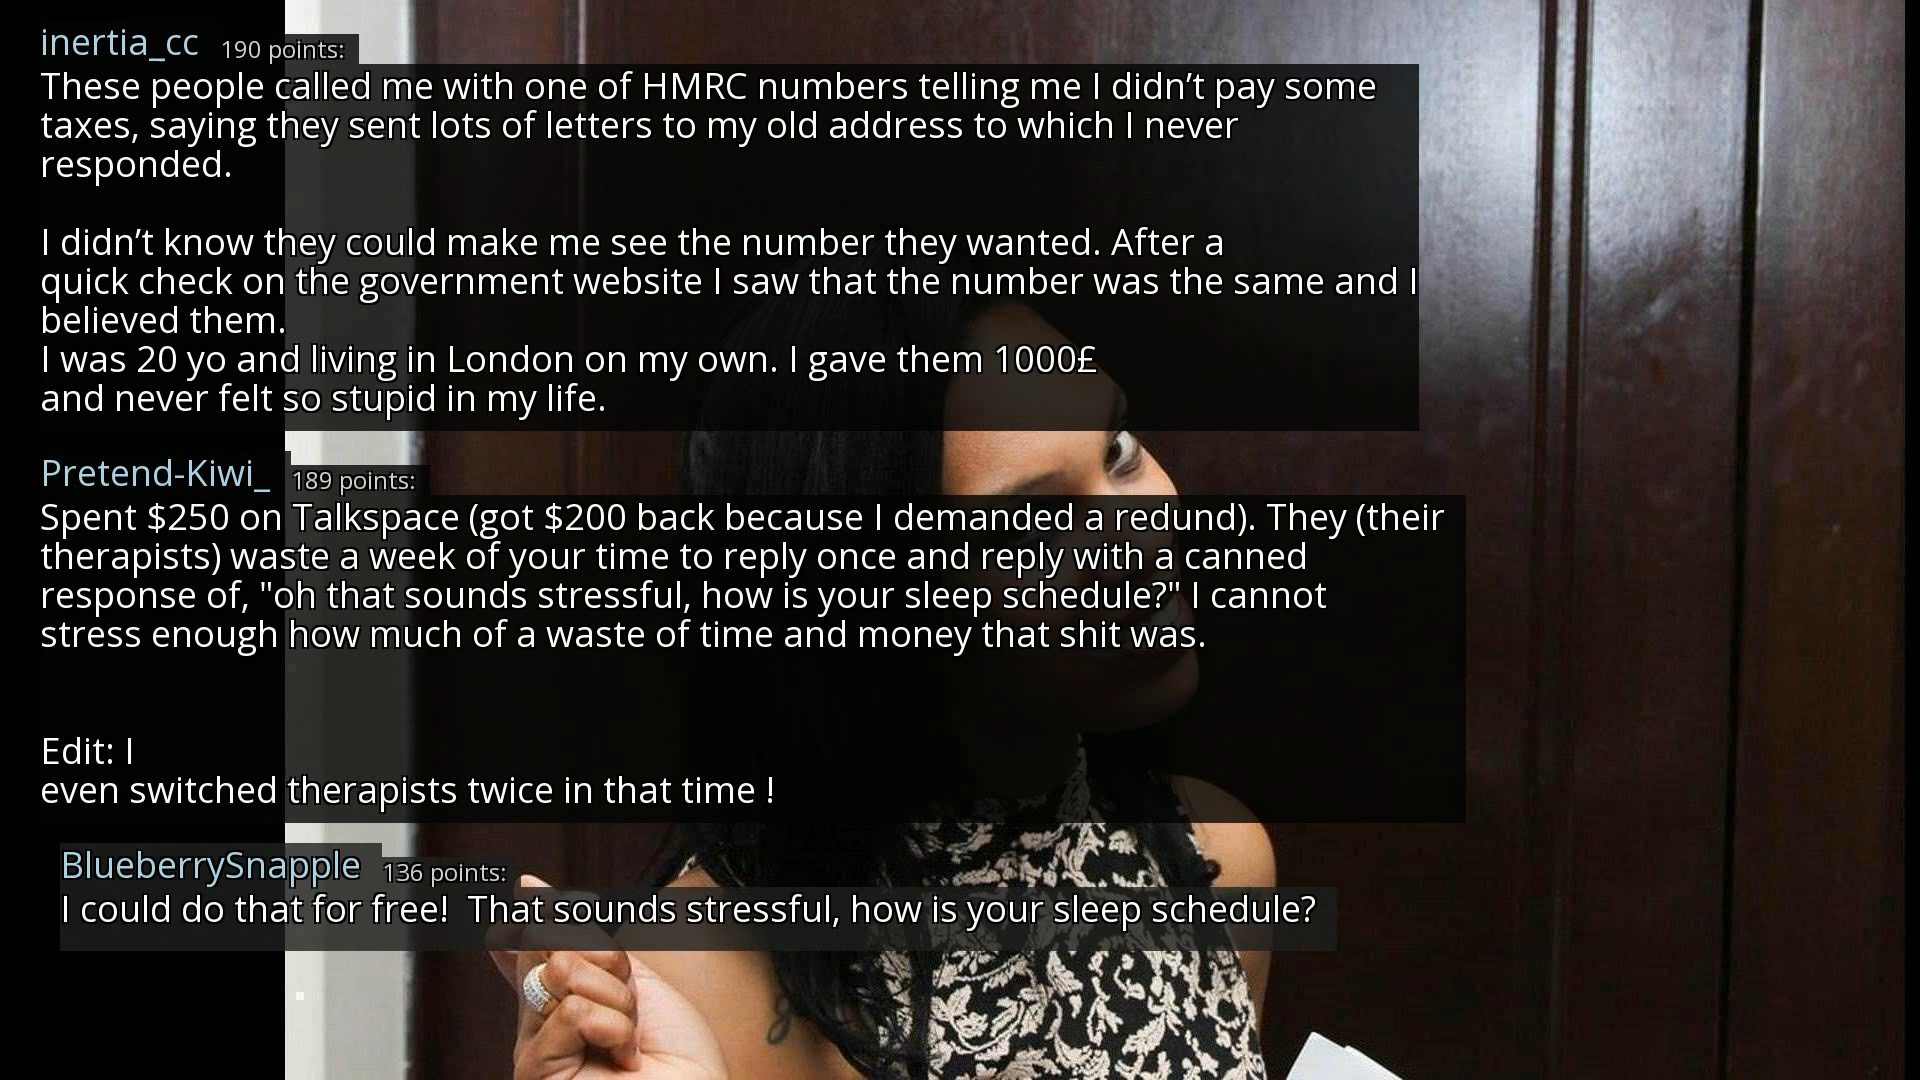 inertia_cc 190 points:
These people called me with one of HMRC numbers telling me I didn’t pay some
taxes, saying they sent lots of letters to my old address to which I never
responded.
I didn’t know they could make me see the number they wanted. After a
quick check on the government website I saw that the number was the same and I
believed them.
I was 20 yo and living in London on my own. I gave them 1000£
and never felt so stupid in my life.
Pretend-Kiwi_ 189 points:
Spent $250 on Talkspace (got $200 back because I demanded a redund). They (their
therapists) waste a week of your time to reply once and reply with a canned
response of, "oh that sounds stressful, how is your sleep schedule?" I cannot
stress enough how much of a waste of time and money that shit was.
Edit: I
even switched therapists twice in that time !
BlueberrySnapple 136 points:
I could do that for free!  That sounds stressful, how is your sleep schedule?